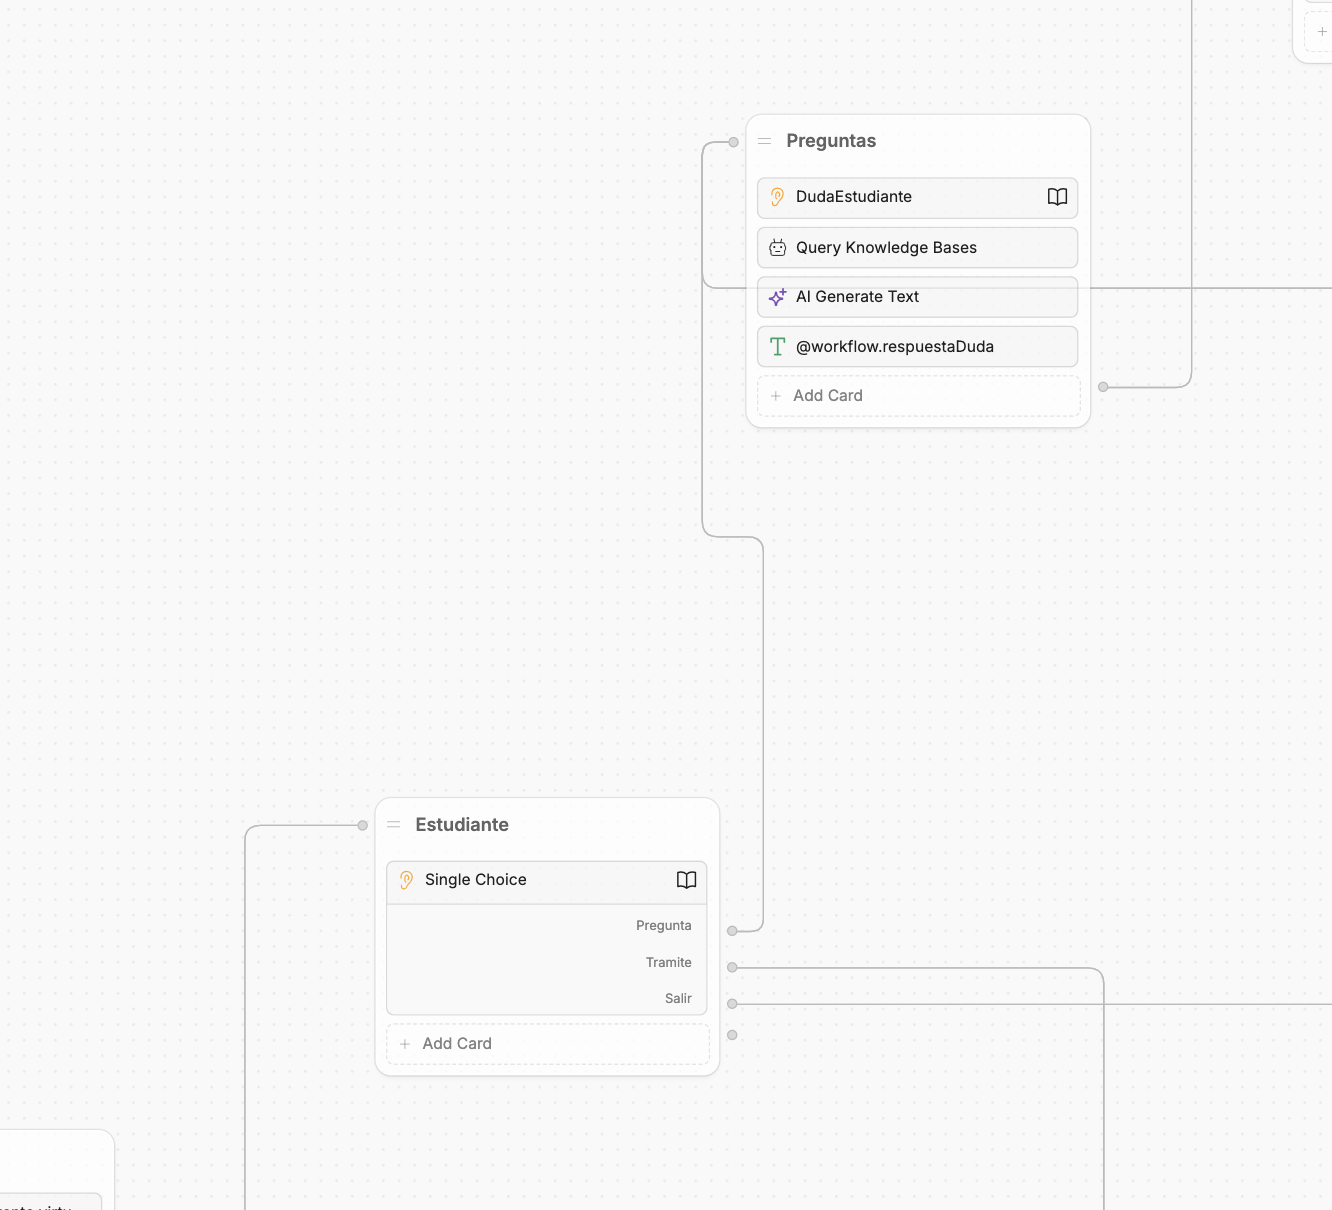 Preguntas
DudaEstudiante
Query Knowledge Bases
AI Generate Text
@workflow.respuestaDuda
+ Add Card
Estudiante
Single Choice
Pregunta
Tramite
Salir
+ Add Card